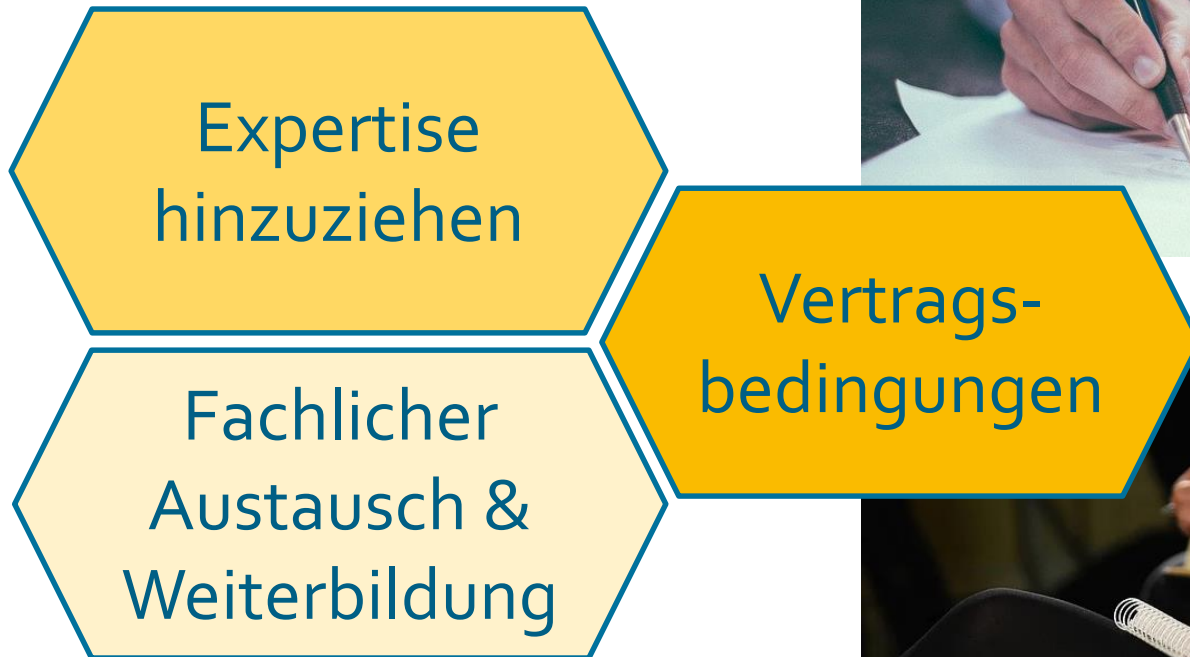 Expertise
hinzuziehen
Vertrags-
bedingungen
Fachlicher
Austausch &
Weiterbildung